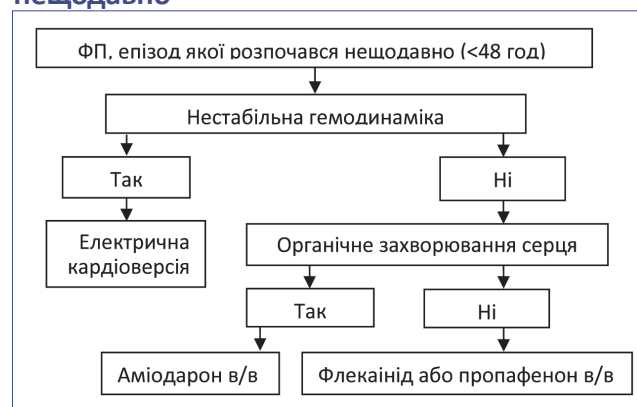 нещодавно
ФП, епізод якої розпочався нещодавно (<48 год)
Нестабільна гемодинаміка
Так
Ні
Електрична
кардіоверсія
Органічне захворювання серця
Так
Ні
Аміодарон в/в
Флекаінід або пропафенон в/в